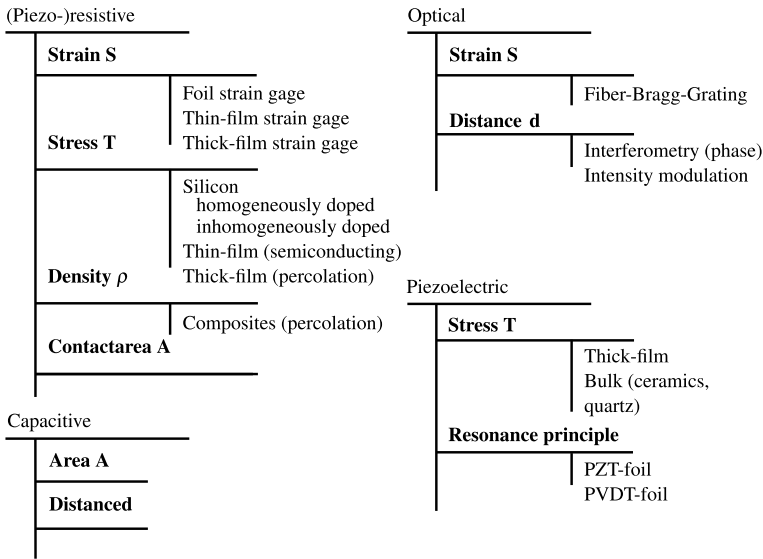 (Piezo-)resistive
Strain S
Foil strain gage
Thin-film strain gage
Thick-film strain gage
Stress T
Silicon
homogeneously doped
inhomogeneously doped
Thin-film (semiconducting)
Thick-film (percolation)
Density ρ
Composites (percolation)
Contactarea A
Capacitive
Area A
Distanced
Optical
Strain S
Fiber-Bragg-Grating
Distance d
Interferometry (phase)
Intensity modulation
Piezoelectric
Stress T
Thick-film
Bulk (ceramics,
quartz)
Resonance principle
PZT-foil
PVDT-foil